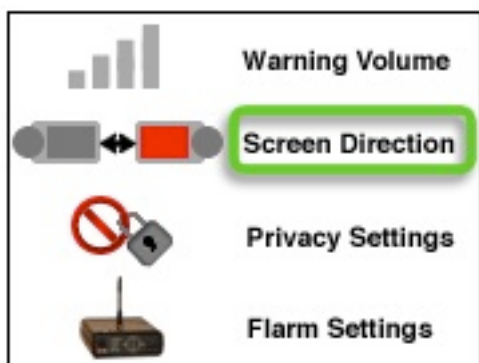 Warning Volume
Screen Direction
Privacy Settings
Flarm Settings